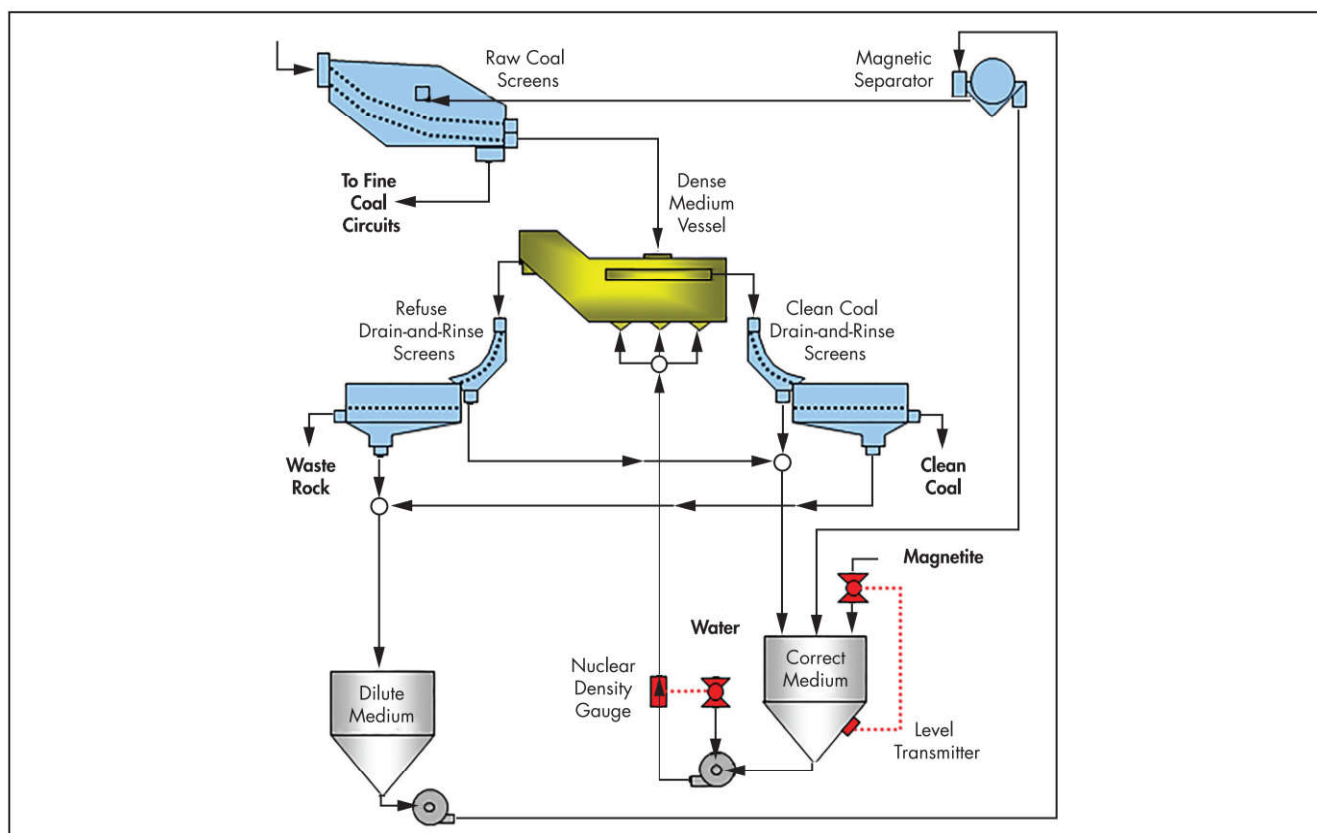 Raw Coal
Screens
Magnetic
Separator
To Fine
Coal
Circuits
Dense
Medium
Vessel
Refuse
Drain-and-Rinse
Screens
Clean Coal
Drain-and-Rinse
Screens
Waste
Rock
Clean
Coal
Magnetite
Water
Correct
Medium
Nuclear
Density
Gauge
Dilute
Medium
Level
Transmitter